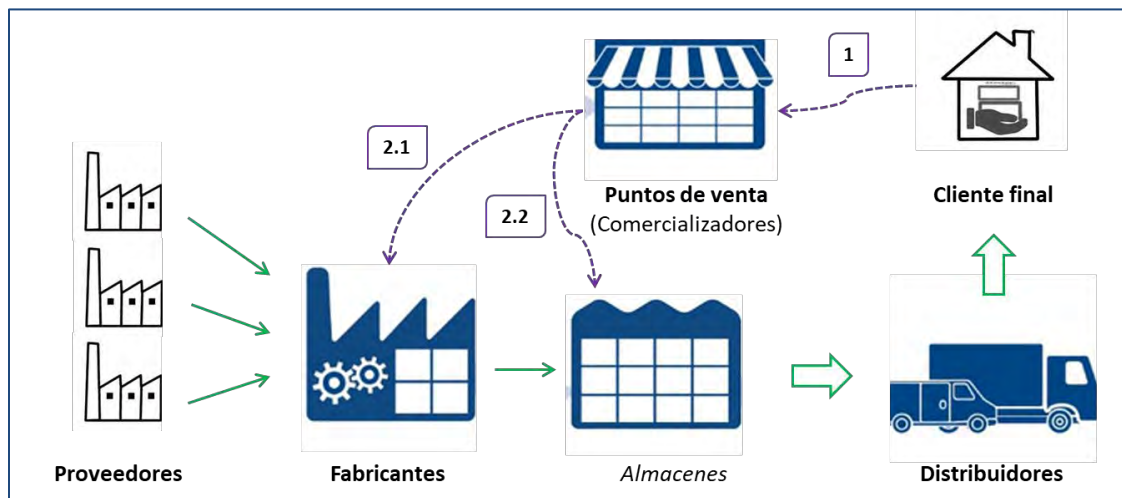 1
2.1
Puntos de venta
(Comercializadores)
Cliente final
2.2
Proveedores
Fabricantes
Almacenes
Distribuidores